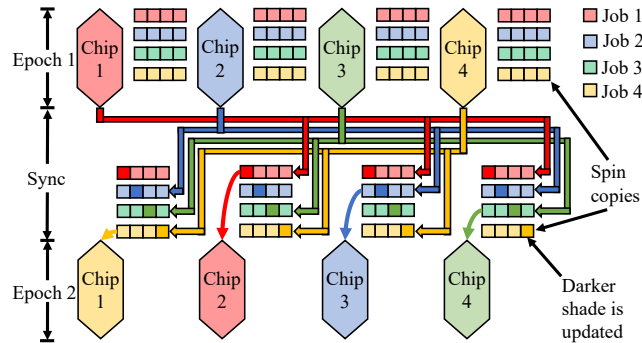 Epoch 1
Chip
1
Chip
2
Chip
3
Chip
4
Job 1
Job 2
Job 3
Job 4
Sync
Spin
copies
Epoch 2
Chip
1
Chip
2
Chip
3
Chip
4
Darker
shade is
updated